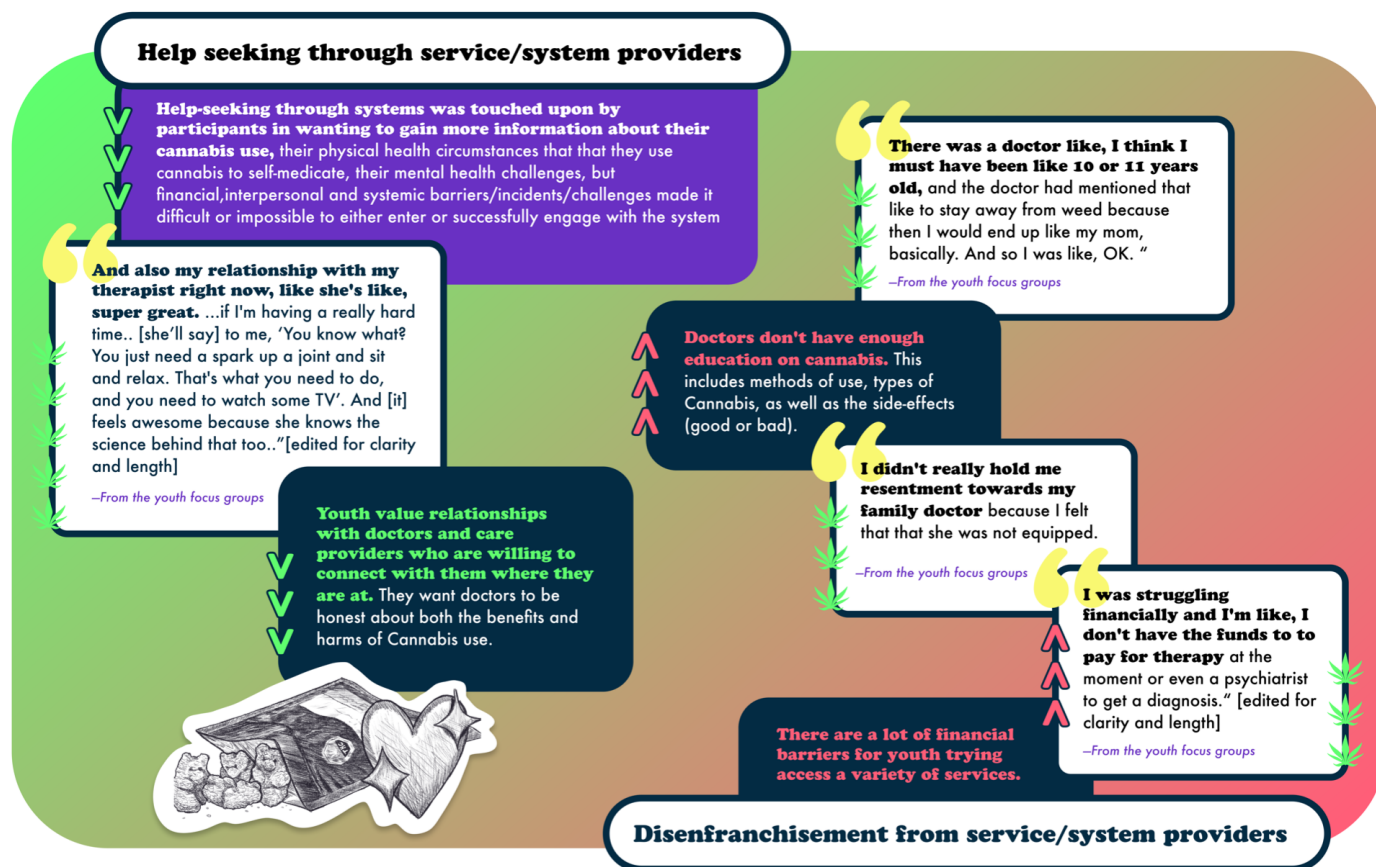 Help seeking through service/system providers
Help-seeking through systems was touched upon by
participants in wanting to gain more information about their
cannabis use, their physical health circumstances that that they use
cannabis to self-medicate, their mental health challenges, but
financial,interpersonal and systemic barriers/incidents/challenges made it
difficult or impossible to either enter or successfully engage with the system
“
And also my relationship with my
therapist right now, like she's like,
super great. ...if I'm having a really hard
time.. [she’ll say] to me, ‘You know what?
You just need a spark up a joint and sit
and relax. That's what you need to do,
and you need to watch some TV’. And [it]
feels awesome because she knows the
science behind that too..”[edited for clarity
and length]
—From the youth focus groups
Youth value relationships
with doctors and care
providers who are willing to
connect with them where they
are at. They want doctors to be
honest about both the benefits and
harms of Cannabis use.
“
There was a doctor like, I think I
must have been like 10 or 11 years
old, and the doctor had mentioned that
like to stay away from weed because
then I would end up like my mom,
basically. And so I was like, OK. “
—From the youth focus groups
Doctors don't have enough
education on cannabis. This
includes methods of use, types of
Cannabis, as well as the side-effects
(good or bad).
“
I didn't really hold me
resentment towards my
family doctor because I felt
that that she was not equipped.
—From the youth focus groups
“
I was struggling
financially and I'm like, I
don't have the funds to to
pay for therapy at the
moment or even a psychiatrist
to get a diagnosis.“ [edited for
clarity and length]
—From the youth focus groups
There are a lot of financial
barriers for youth trying
access a variety of services.
Disenfranchisement from service/system providers